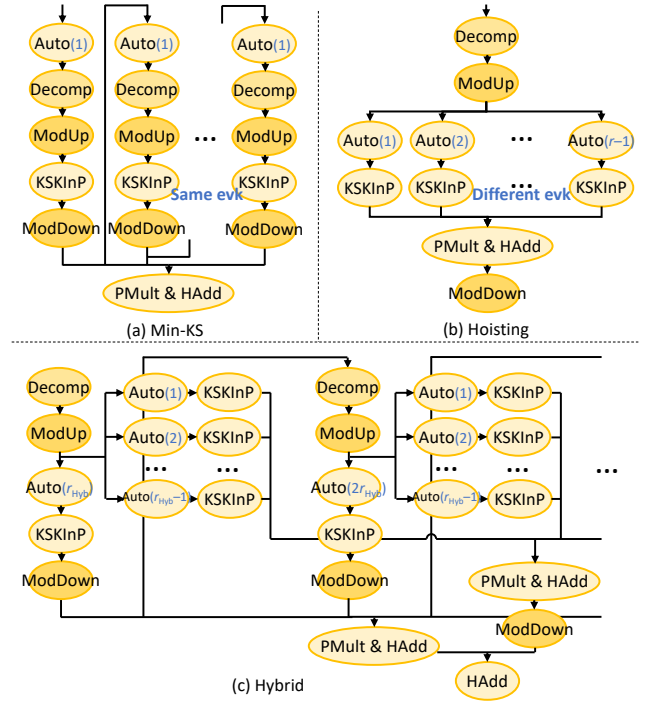 Auto(1)
Auto(1)
Auto(1)
Decomp
Decomp
Decomp
ModUp
ModUp
...
ModUp
KSKInP
KSKInP
KSKInP
Same evk
ModDown
ModDown
ModDown
PMult & HAdd
(a) Min-KS
Decomp
ModUp
Auto(1)
Auto(2)
...
Auto(r−1)
KSKInP
KSKInP
...
KSKInP
Different evk
PMult & HAdd
ModDown
(b) Hoisting
Decomp
Auto(1)
KSKInP
Decomp
Auto(1)
KSKInP
ModUp
Auto(2)
KSKInP
ModUp
Auto(2)
KSKInP
...
...
...
...
...
Auto(rHyb)
Auto(rHyb−1)
KSKInP
Auto(2rHyb)
Auto(rHyb−1)
KSKInP
KSKInP
KSKInP
ModDown
ModDown
PMult & HAdd
ModDown
PMult & HAdd
HAdd
(c) Hybrid